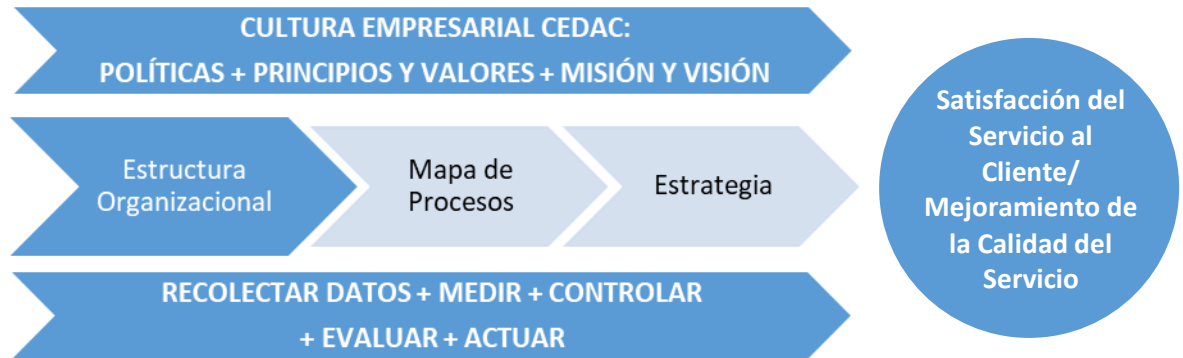 CULTURA EMPRESARIAL CEDAC:
POLÍTICAS + PRINCIPIOS Y VALORES + MISIÓN Y VISIÓN
Estructura
Organizacional
Mapa de
Procesos
Estrategia
RECOLECTAR DATOS + MEDIR + CONTROLAR
+ EVALUAR + ACTUAR
Satisfacción del
Servicio al
Cliente/
Mejoramiento de
la Calidad del
Servicio